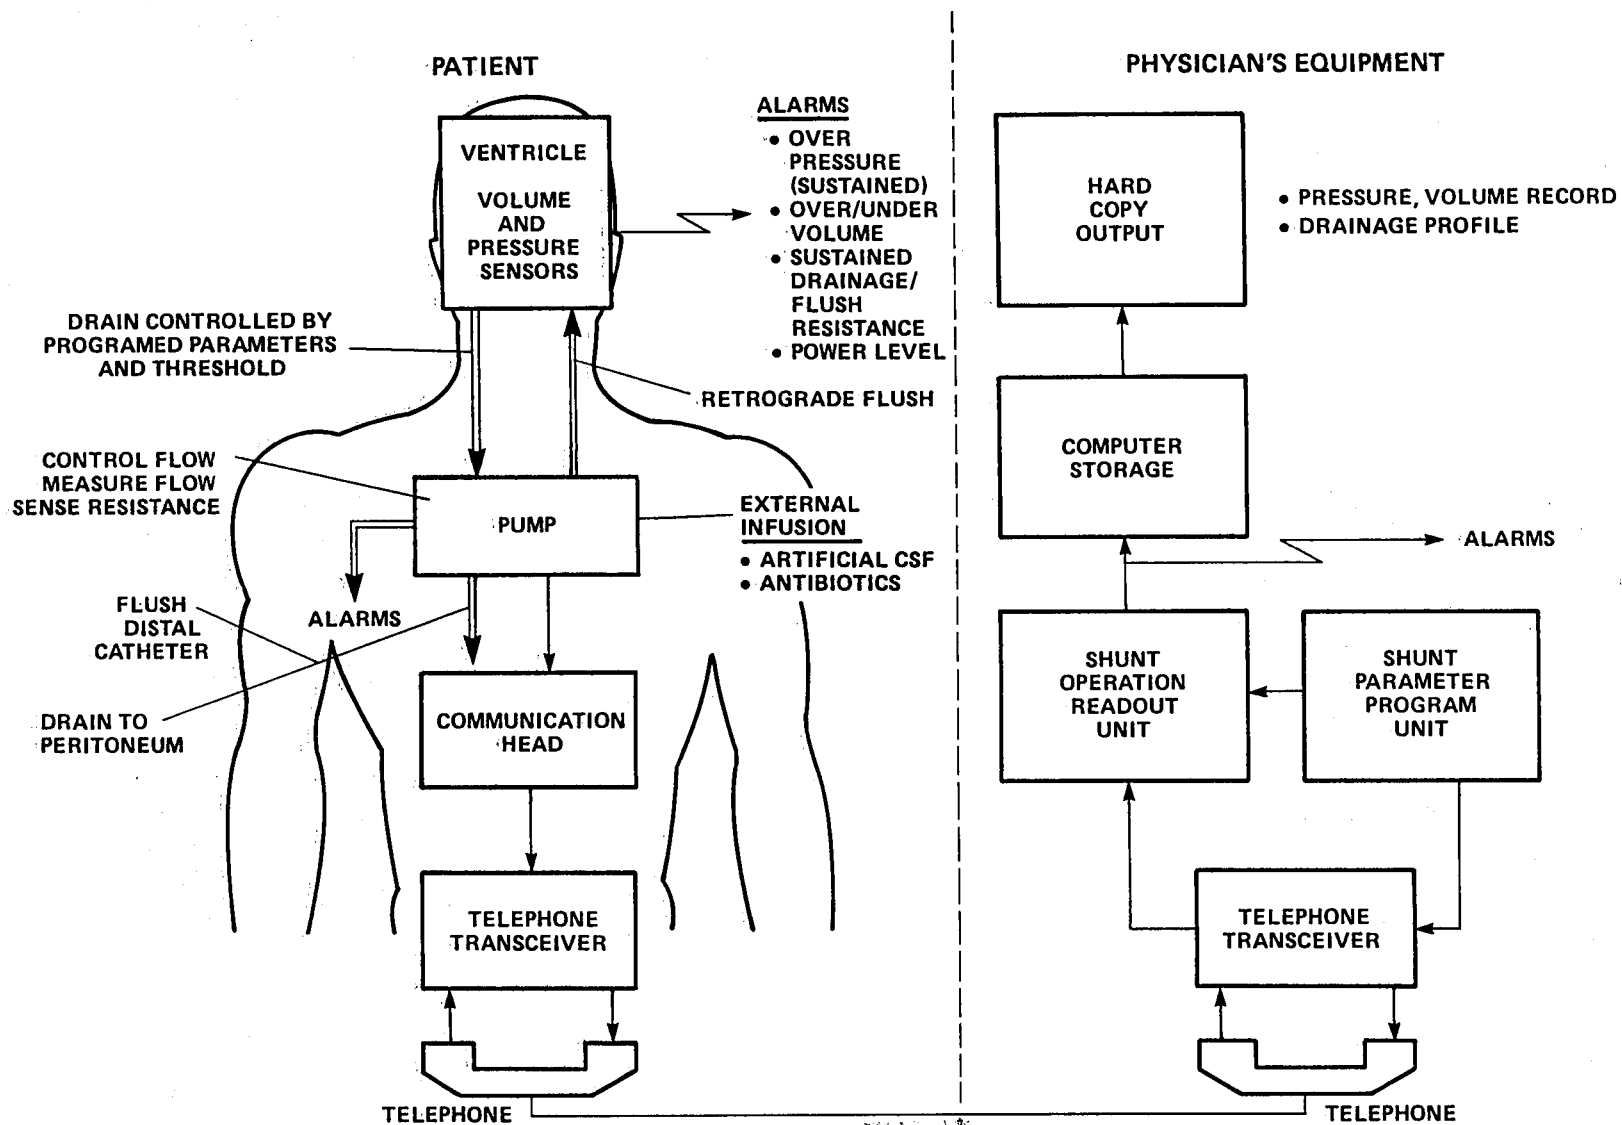 PATIENT
VENTRICLE
VOLUME
AND
PRESSURE
SENSORS
ALARMS
• OVER
PRESSURE
(SUSTAINED)
• OVER/UNDER
VOLUME
• SUSTAINED
DRAINAGE/
FLUSH
RESISTANCE
• POWER LEVEL
DRAIN CONTROLLED BY
PROGRAMED PARAMETERS
AND THRESHOLD
RETROGRADE FLUSH
CONTROL FLOW
MEASURE FLOW
SENSE RESISTANCE
PUMP
EXTERNAL
INFUSION
• ARTIFICIAL CSF
• ANTIBIOTICS
ALARMS
FLUSH
DISTAL
CATHETER
DRAIN TO
PERITONEUM
COMMUNICATION
HEAD
TELEPHONE
TRANSCEIVER
TELEPHONE
PHYSICIAN'S EQUIPMENT
HARD
COPY
OUTPUT
• PRESSURE, VOLUME RECORD
• DRAINAGE PROFILE
COMPUTER
STORAGE
ALARMS
SHUNT
OPERATION
READOUT
UNIT
SHUNT
PARAMETER
PROGRAM
UNIT
TELEPHONE
TRANSCEIVER
TELEPHONE